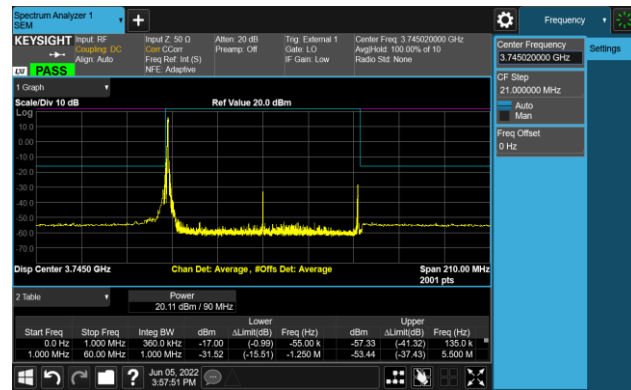 Spectrum Analyzer 1
SEM
Frequency
KEYSIGHT
Input: RF
Coupling: DC
Align: Auto
Input Z: 50 Ω
Corr CCorr
Freq Ref: Int (S)
NFE: Adaptive
Atten: 20 dB
Preamp: Off
Trig: External 1
Gate: LO
IF Gain: Low
Center Freq: 3.745020000 GHz
Avg|Hold: 100.00% of 10
Radio Std: None
LXI PASS
Center Frequency
3.745020000 GHz
Settings
CF Step
21.000000 MHz
Auto
Man
Freq Offset
0 Hz
1 Graph
Scale/Div 10 dB
Ref Value 20.0 dBm
Log
10.0
0.00
-10.0
-20.0
-30.0
-40.0
-50.0
-60.0
-70.0
Disp Center 3.7450 GHz
Chan Det: Average , #Offs Det: Average
Span 210.00 MHz
2001 pts
2 Table
Power
20.11 dBm / 90 MHz
Lower Upper
Start Freq Stop Freq Integ BW dBm ΔLimit(dB) Freq (Hz) dBm ΔLimit(dB) Freq (Hz)
0.0 Hz 1.000 MHz 360.0 kHz -17.00 (-0.99) -55.00 k -57.33 (-41.32) 135.0 k
1.000 MHz 60.00 MHz 1.000 MHz -31.52 (-15.51) -1.250 M -53.44 (-37.43) 5.500 M
?
Jun 05, 2022
3:57:51 PM